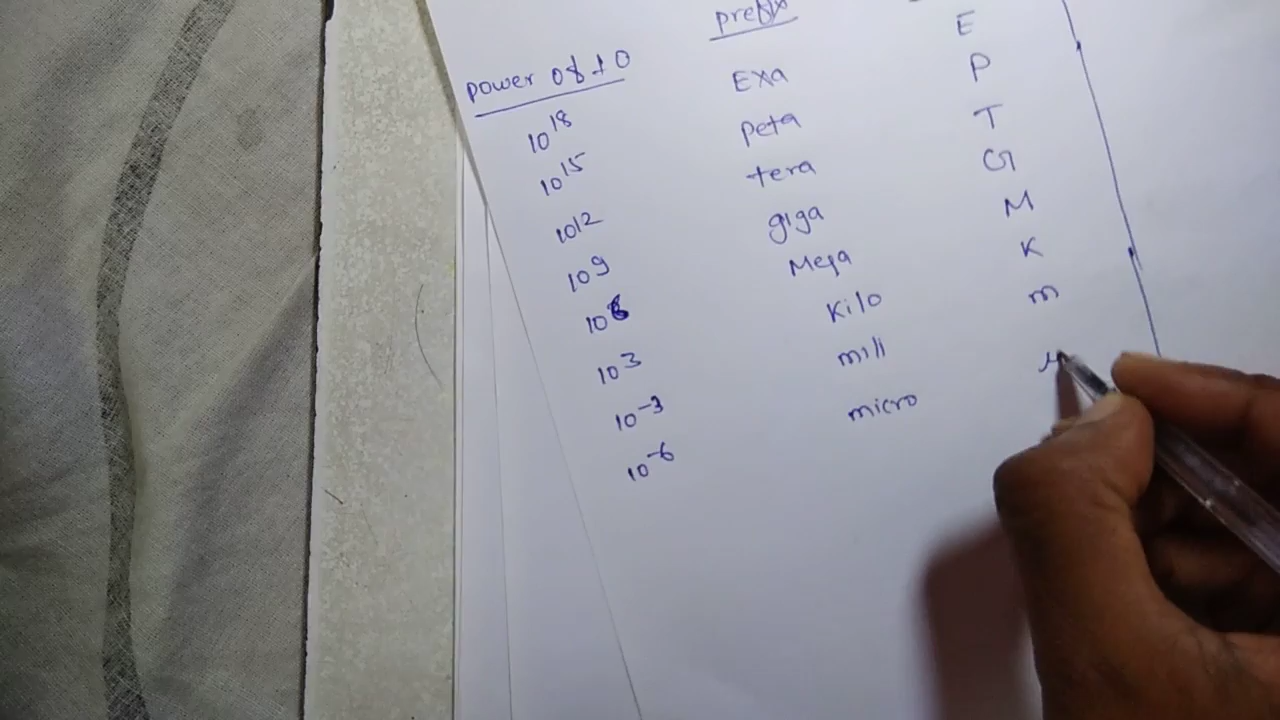 prefix
power of 10
10^18 Exa E
10^15 peta P
10^12 tera T
10^9 giga G
10^6 Mega M
10^3 Kilo K
10^-3 mili m
10^-6 micro μ